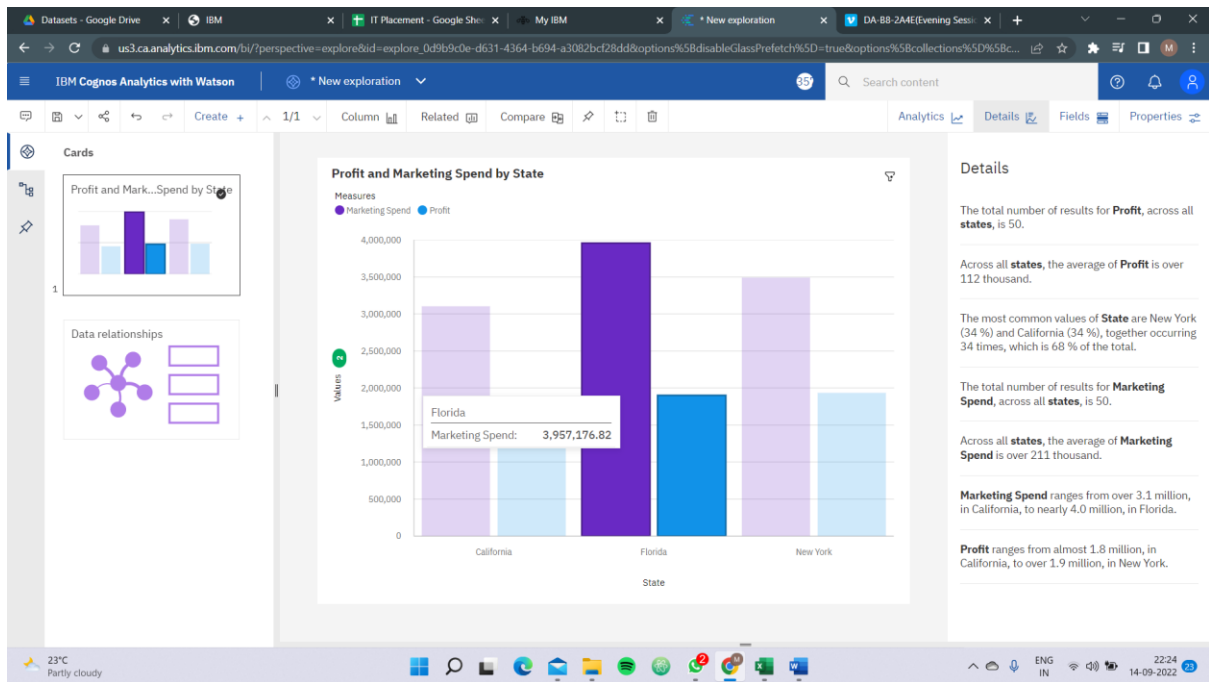 Datasets - Google Drive
IBM
IT Placement - Google She
My IBM
* New exploration
DA-B8-2A4E(Evening Sessi
us3.ca.analytics.ibm.com/bi/?perspective=explore&id=explore_0d9b9c0e-d631-4364-b694-a3082bcf28dd&options%5BdisableGlassPrefetch%5D=true&options%5Bcollections%5D%5Bc...
M
IBM Cognos Analytics with Watson
* New exploration
Search content
Create +
1/1
Column
Related
Compare
Analytics
Details
Fields
Properties
Cards
Profit and Mark...Spend by State
1
Data relationships
Profit and Marketing Spend by State
Measures
Marketing Spend
Profit
4,000,000
3,500,000
3,000,000
2,500,000
2,000,000
1,500,000
1,000,000
500,000
0
Values
2
Florida
Marketing Spend: 3,957,176.82
California
Florida
New York
State
Details
The total number of results for Profit, across all
states, is 50.
Across all states, the average of Profit is over
112 thousand.
The most common values of State are New York
(34 %) and California (34 %), together occurring
34 times, which is 68 % of the total.
The total number of results for Marketing
Spend, across all states, is 50.
Across all states, the average of Marketing
Spend is over 211 thousand.
Marketing Spend ranges from over 3.1 million,
in California, to nearly 4.0 million, in Florida.
Profit ranges from almost 1.8 million, in
California, to over 1.9 million, in New York.
23°C
Partly cloudy
2
ENG
IN
22:24
14-09-2022
23